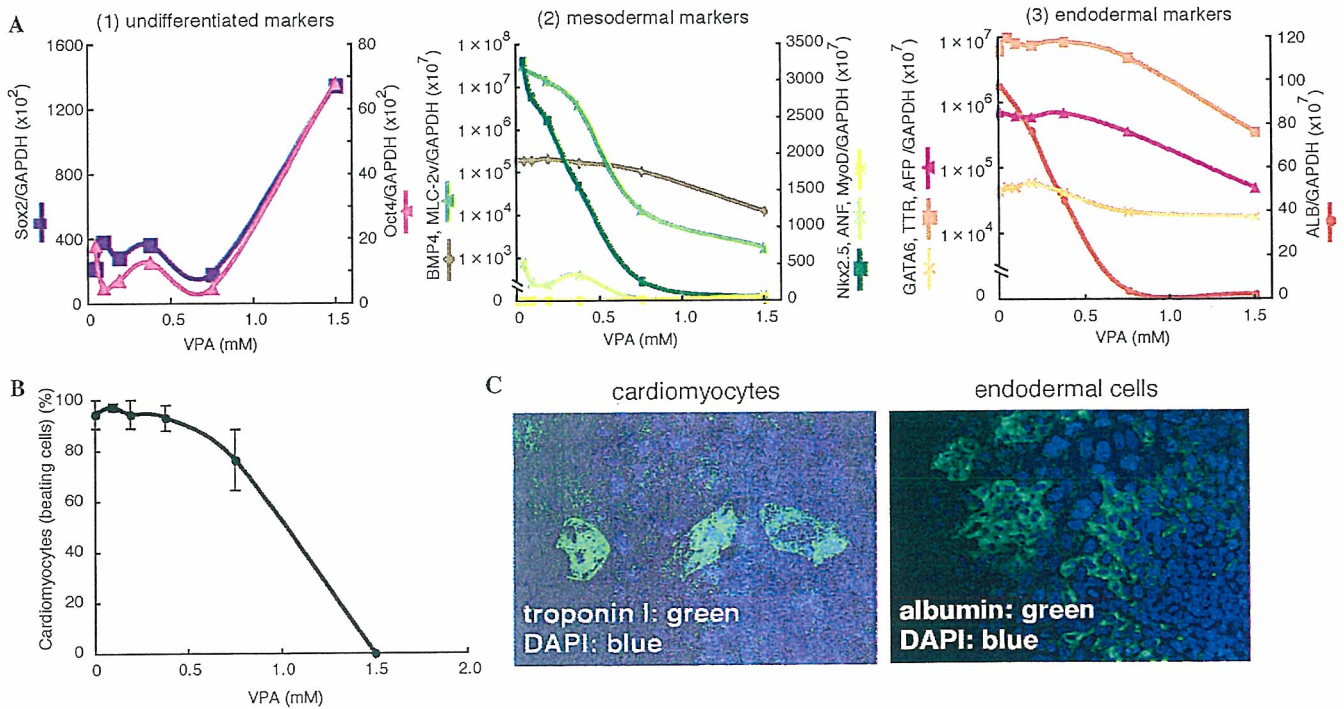 A
(1) undifferentiated markers
Sox2/GAPDH (x10²)
1600
1200
800
400
0
Oct4/GAPDH (x10²)
80
60
40
20
0
0 0.5 1.0 1.5
VPA (mM)
(2) mesodermal markers
BMP4, MLC-2v/GAPDH (x10⁷)
1 × 10⁸
1 × 10⁷
1 × 10⁶
1 × 10⁵
1 × 10⁴
1 × 10³
0
Nkx2.5, ANF, MyoD/GAPDH (x10⁷)
3500
3000
2500
2000
1500
1000
500
0
0 0.5 1.0 1.5
VPA (mM)
(3) endodermal markers
GATA6, TTR, AFP /GAPDH (x10⁷)
1 × 10⁷
1 × 10⁶
1 × 10⁵
1 × 10⁴
0
ALB/GAPDH (x10⁷)
120
100
80
60
40
20
0
0 0.5 1.0 1.5
VPA (mM)
B
Cardiomyocytes (beating cells) (%)
100
80
60
40
20
0
0 0.5 1.0 1.5 2.0
VPA (mM)
C
cardiomyocytes
troponin I: green
DAPI: blue
endodermal cells
albumin: green
DAPI: blue